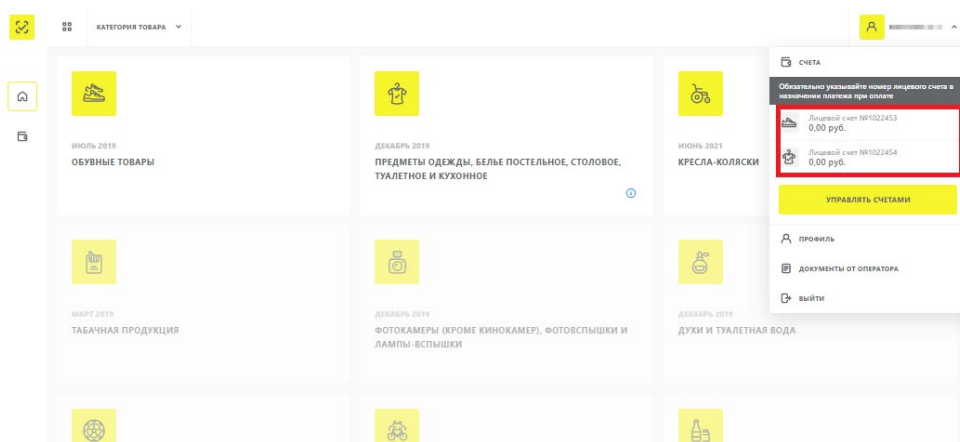 КАТЕГОРИЯ ТОВАРА
СЧЕТА
Обязательно указывайте номер лицевого счета в
назначении платежа при оплате
Лицевой счет №1022453
0,00 руб.
Лицевой счет №1022454
0,00 руб.
УПРАВЛЯТЬ СЧЕТАМИ
ПРОФИЛЬ
ДОКУМЕНТЫ ОТ ОПЕРАТОРА
ВЫЙТИ
ИЮЛЬ 2019
ОБУВНЫЕ ТОВАРЫ
ДЕКАБРЬ 2019
ПРЕДМЕТЫ ОДЕЖДЫ, БЕЛЬЕ ПОСТЕЛЬНОЕ, СТОЛОВОЕ,
ТУАЛЕТНОЕ И КУХОННОЕ
ИЮНЬ 2021
КРЕСЛА-КОЛЯСКИ
МАРТ 2019
ТАБАЧНАЯ ПРОДУКЦИЯ
ДЕКАБРЬ 2019
ФОТОКАМЕРЫ (КРОМЕ КИНОКАМЕР), ФОТОВСПЫШКИ И
ЛАМПЫ-ВСПЫШКИ
ДЕКАБРЬ 2019
ДУХИ И ТУАЛЕТНАЯ ВОДА